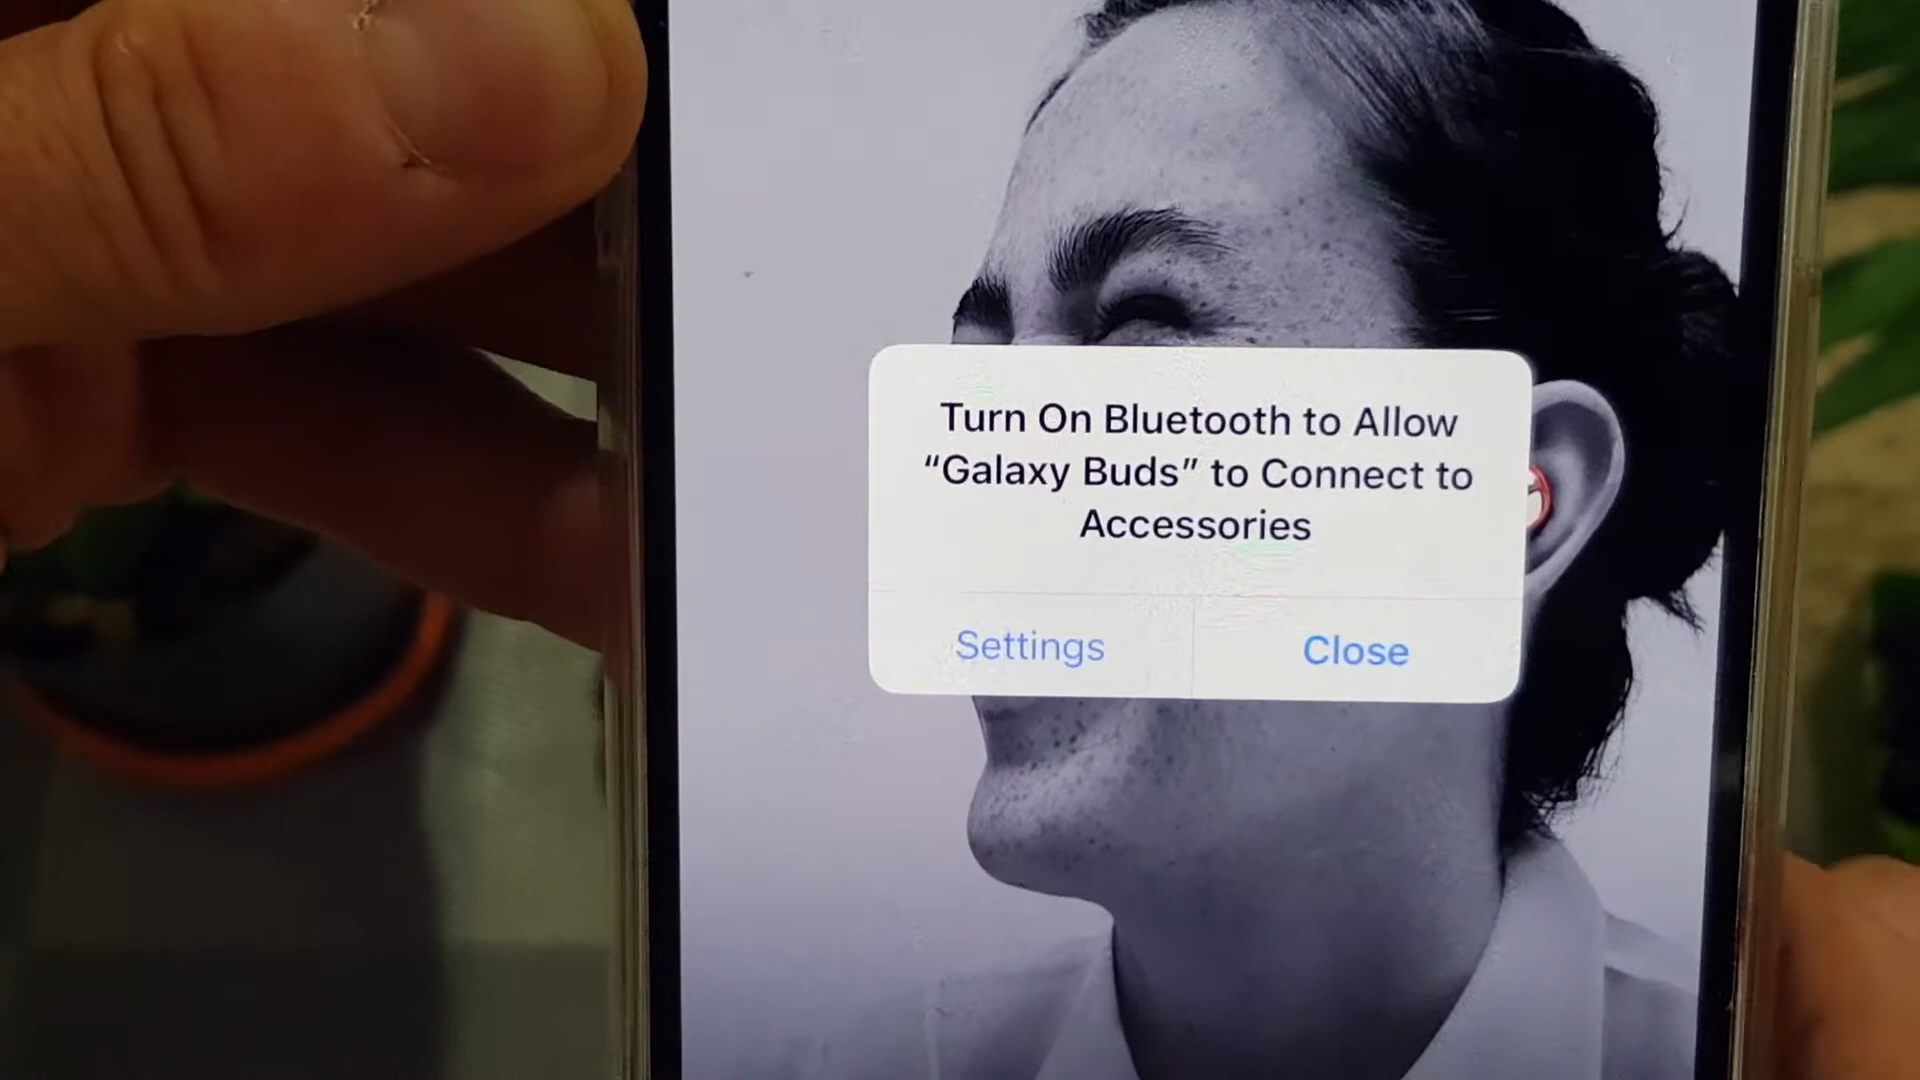 Turn On Bluetooth to Allow
“Galaxy Buds” to Connect to
Accessories
Settings
Close